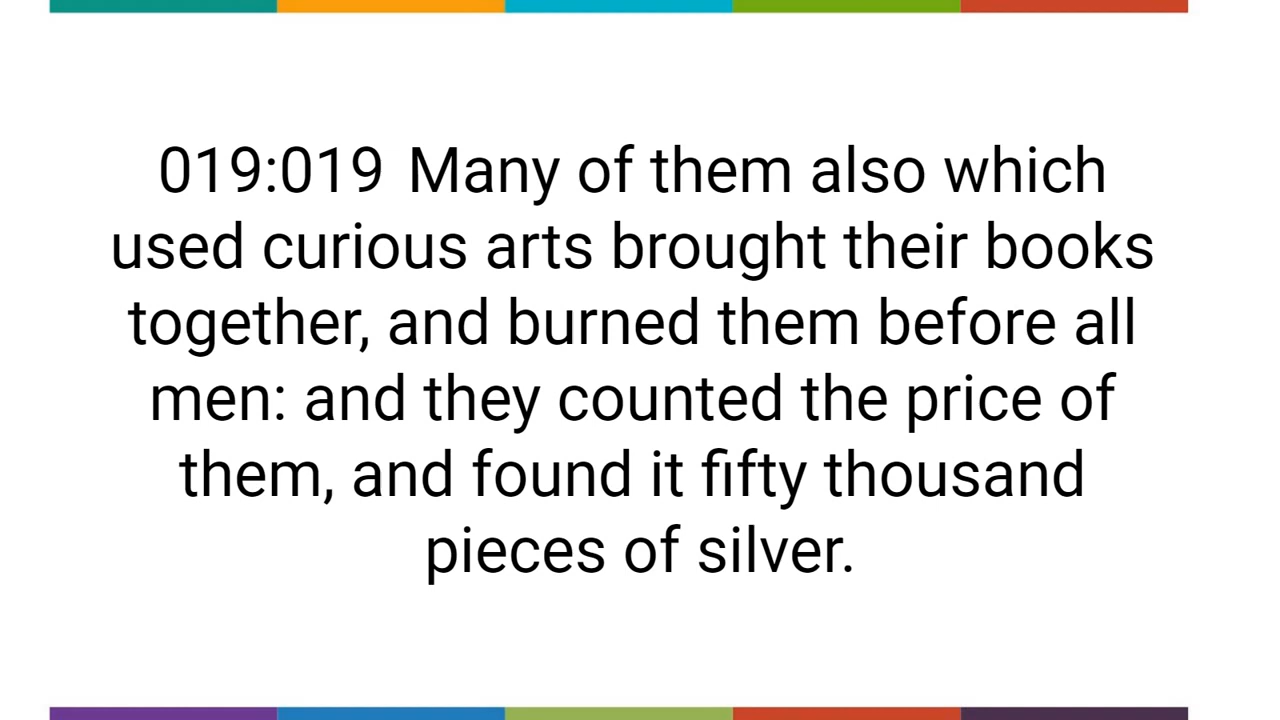 019:019 Many of them also which
used curious arts brought their books
together, and burned them before all
men: and they counted the price of
them, and found it fifty thousand
pieces of silver.